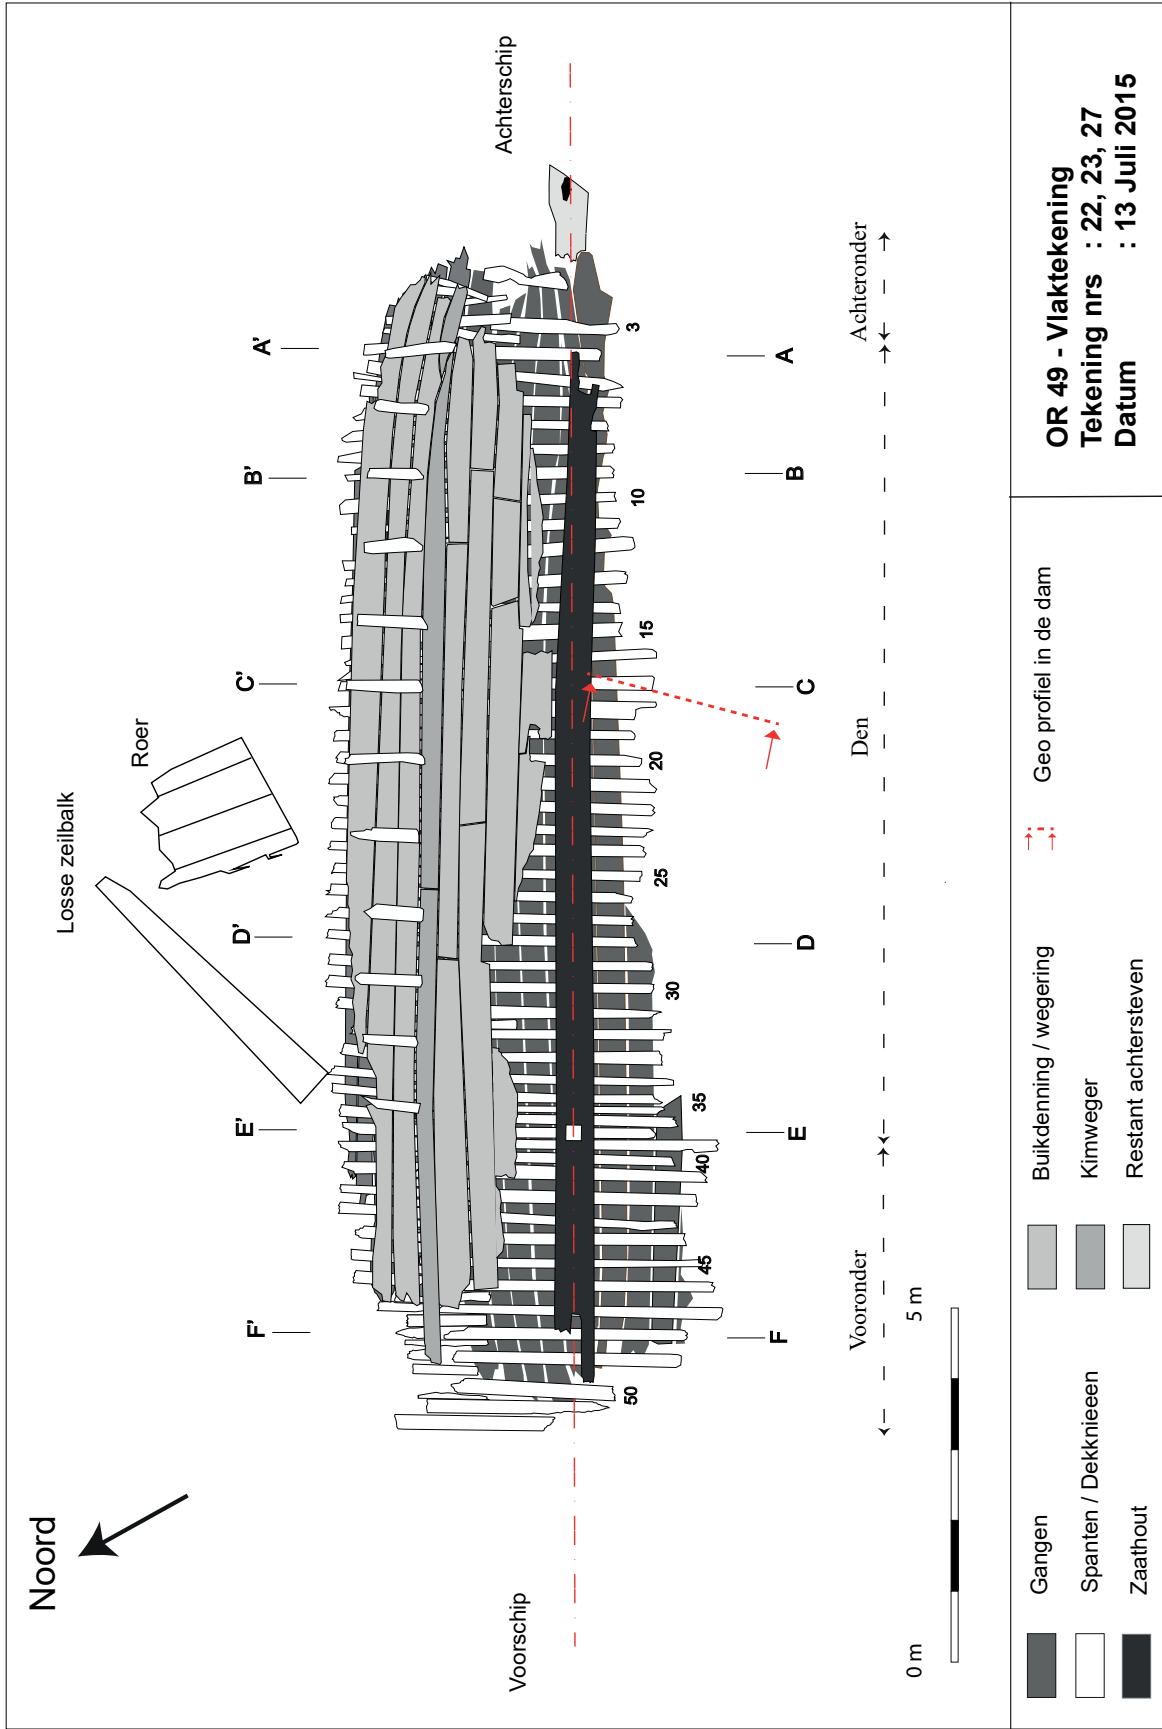 Noord
Voorschip
Achterschip
Losse zeilbalk
Roer
F'
E'
D'
C'
B'
A'
50
45
40
35
30
25
20
15
10
3
F
E
D
C
B
A
Vooronder
Den
Achteronder
0 m
5 m
Gangen
Spanten / Dekknieeen
Zaathout
Buikdenning / wegering
Kimweger
Restant achtersteven
Geo profiel in de dam
OR 49 - Vlaktekening
Tekening nrs : 22, 23, 27
Datum : 13 Juli 2015